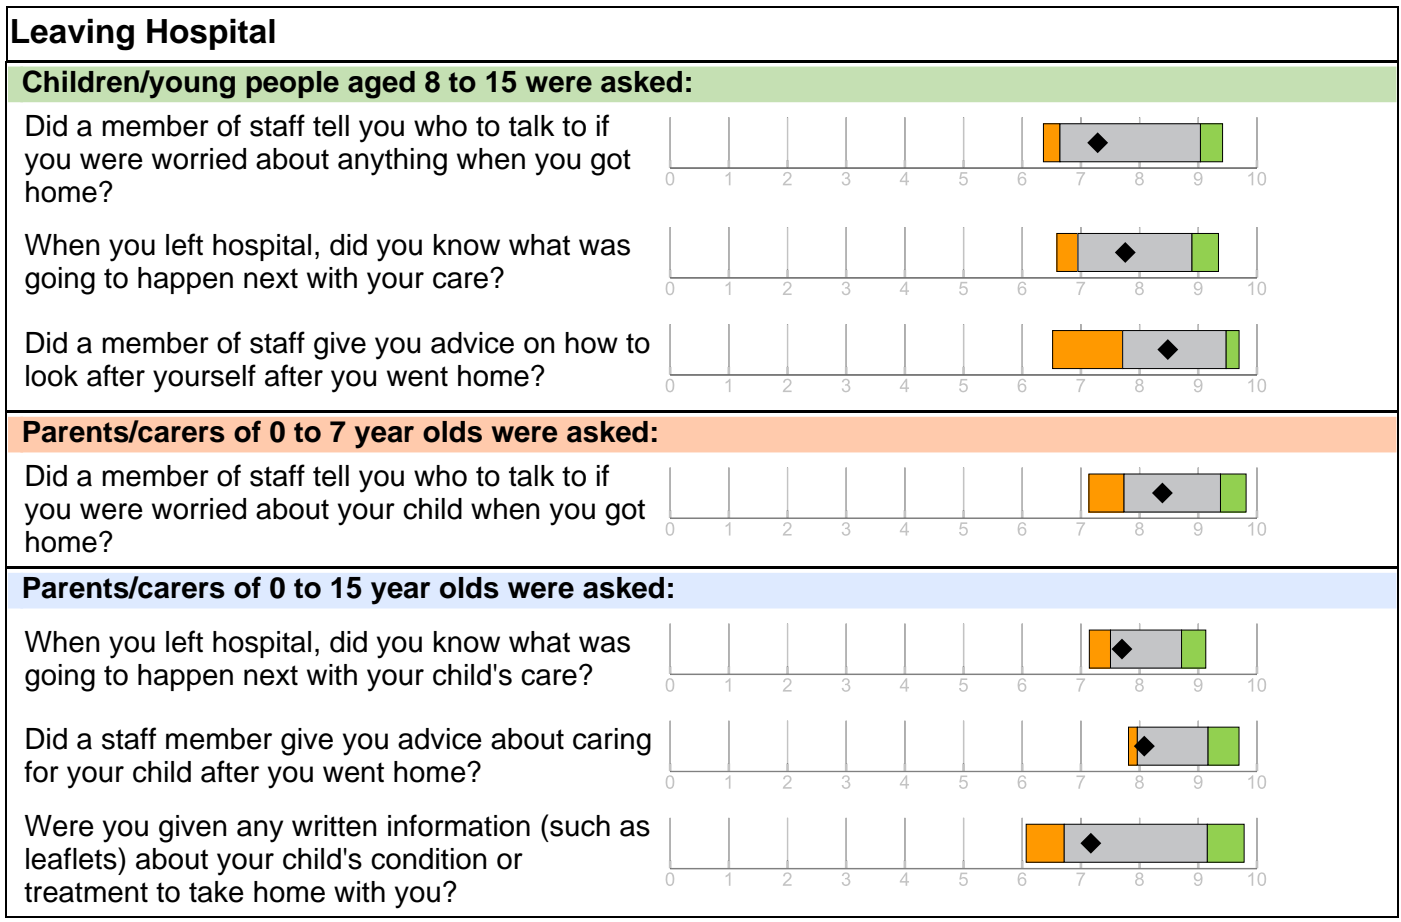 Leaving Hospital
Children/young people aged 8 to 15 were asked:
Did a member of staff tell you who to talk to if
you were worried about anything when you got
home?
0 1 2 3 4 5 6 7 8 9 10
When you left hospital, did you know what was
going to happen next with your care?
0 1 2 3 4 5 6 7 8 9 10
Did a member of staff give you advice on how to
look after yourself after you went home?
0 1 2 3 4 5 6 7 8 9 10
Parents/carers of 0 to 7 year olds were asked:
Did a member of staff tell you who to talk to if
you were worried about your child when you got
home?
0 1 2 3 4 5 6 7 8 9 10
Parents/carers of 0 to 15 year olds were asked:
When you left hospital, did you know what was
going to happen next with your child's care?
0 1 2 3 4 5 6 7 8 9 10
Did a staff member give you advice about caring
for your child after you went home?
0 1 2 3 4 5 6 7 8 9 10
Were you given any written information (such as
leaflets) about your child's condition or
treatment to take home with you?
0 1 2 3 4 5 6 7 8 9 10